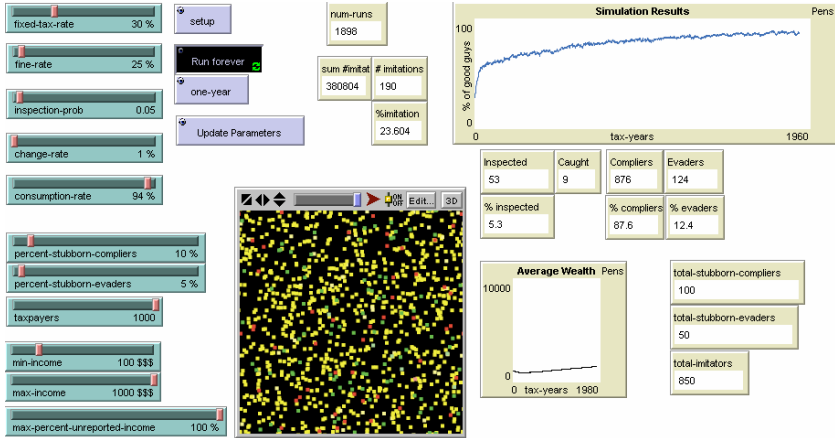 fixed-tax-rate 30 %
fine-rate 25 %
inspection-prob 0.05
change-rate 1 %
consumption-rate 94 %
percent-stubborn-compliers 10 %
percent-stubborn-evaders 5 %
taxpayers 1000
min-income 100 $$$
max-income 1000 $$$
max-percent-unreported-income 100 %
setup
Run forever
one-year
Update Parameters
num-runs
1898
sum #imitat
380804
# imitations
190
%imitation
23.604
Simulation Results
Pens
% of good guys
100
0
0
tax-years
1960
Inspected
53
Caught
9
Compliers
876
Evaders
124
% inspected
5.3
% compliers
87.6
% evaders
12.4
ON
OFF
Edit...
3D
Average Wealth
Pens
10000
0
0 tax-years 1980
total-stubborn-compliers
100
total-stubborn-evaders
50
total-imitators
850